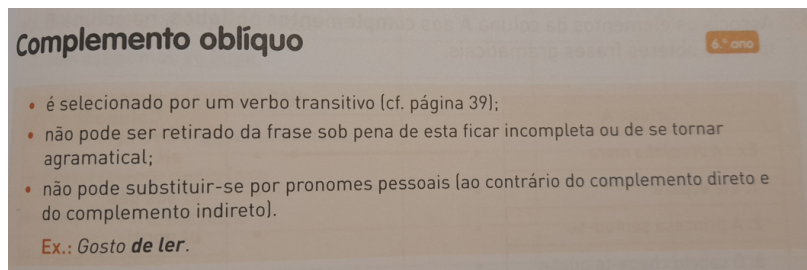 Complemento oblíquo
6.º ano
• é selecionado por um verbo transitivo (cf. página 39);
• não pode ser retirado da frase sob pena de esta ficar incompleta ou de se tornar
agramatical;
• não pode substituir-se por pronomes pessoais (ao contrário do complemento direto e
do complemento indireto).
Ex.: Gosto de ler.